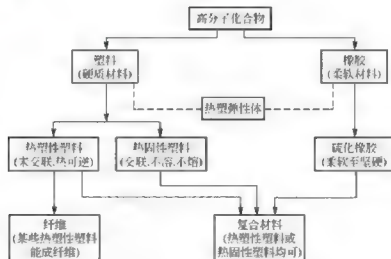 高分子化合物
塑料
(硬质材料)
橡胶
(柔软材料)
热塑弹性体
热塑性塑料
(未交联,热可逆)
热固性塑料
(交联,不溶,不熔)
硫化橡胶
(柔软至坚硬)
纤维
(某些热塑性塑料
能成纤维)
复合材料
(热塑性塑料或
热固性塑料均可)